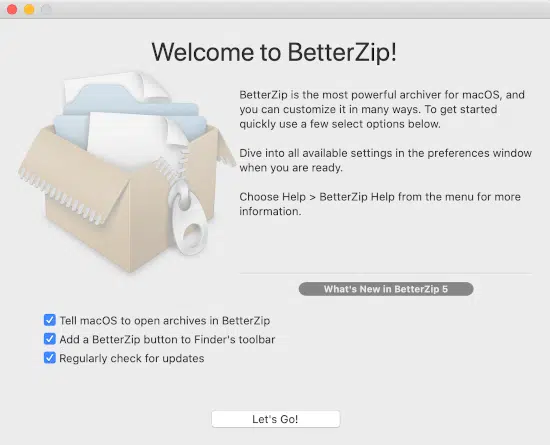 Welcome to BetterZip!
BetterZip is the most powerful archiver for macOS, and
you can customize it in many ways. To get started
quickly use a few select options below.
Dive into all available settings in the preferences window
when you are ready.
Choose Help > BetterZip Help from the menu for more
information.
What's New in BetterZip 5
Tell macOS to open archives in BetterZip
Add a BetterZip button to Finder's toolbar
Regularly check for updates
Let's Go!